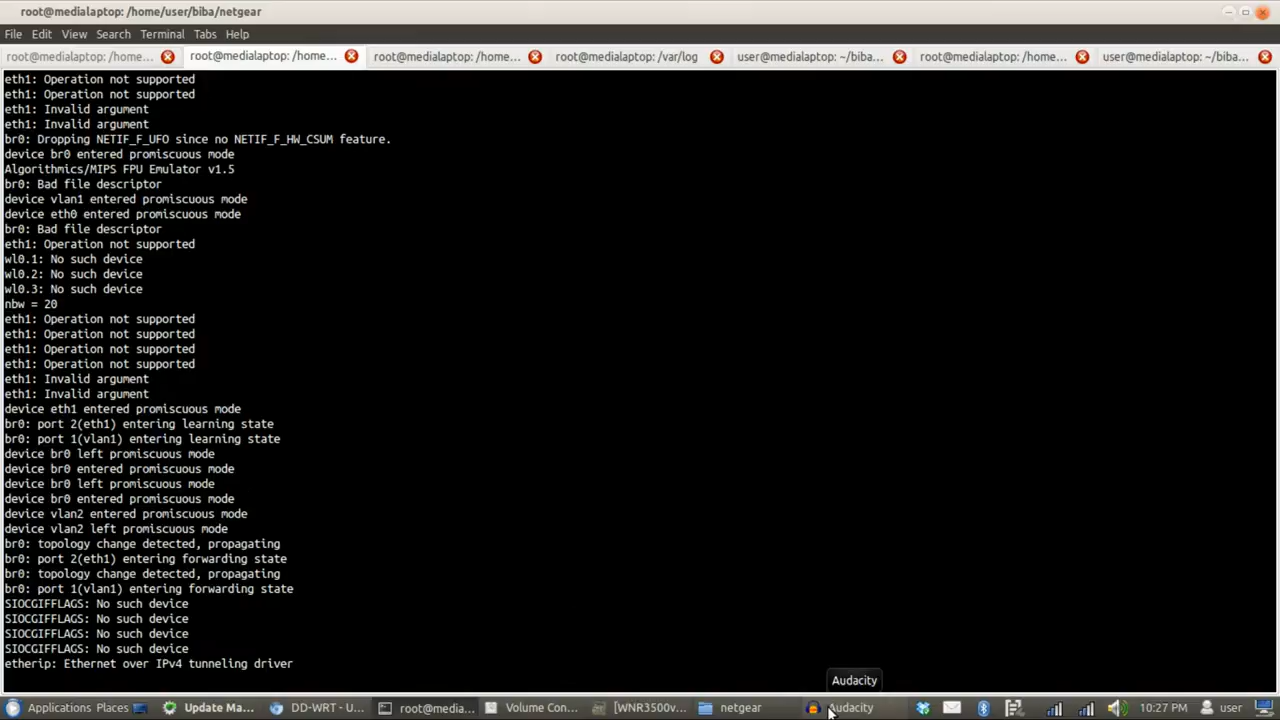 root@medialaptop: /home/user/biba/netgear
File Edit View Search Terminal Tabs Help
root@medialaptop: /home... root@medialaptop: /home... root@medialaptop: /home... root@medialaptop: /var/log user@medialaptop: ~/biba... root@medialaptop: /home... user@medialaptop: ~/biba...
eth1: Operation not supported
eth1: Operation not supported
eth1: Invalid argument
eth1: Invalid argument
br0: Dropping NETIF_F_UFO since no NETIF_F_HW_CSUM feature.
device br0 entered promiscuous mode
Algorithmics/MIPS FPU Emulator v1.5
br0: Bad file descriptor
device vlan1 entered promiscuous mode
device eth0 entered promiscuous mode
br0: Bad file descriptor
eth1: Operation not supported
wl0.1: No such device
wl0.2: No such device
wl0.3: No such device
nbw = 20
eth1: Operation not supported
eth1: Operation not supported
eth1: Operation not supported
eth1: Operation not supported
eth1: Invalid argument
eth1: Invalid argument
device eth1 entered promiscuous mode
br0: port 2(eth1) entering learning state
br0: port 1(vlan1) entering learning state
device br0 left promiscuous mode
device br0 entered promiscuous mode
device br0 left promiscuous mode
device br0 entered promiscuous mode
device vlan2 entered promiscuous mode
device vlan2 left promiscuous mode
br0: topology change detected, propagating
br0: port 2(eth1) entering forwarding state
br0: topology change detected, propagating
br0: port 1(vlan1) entering forwarding state
SIOCGIFFLAGS: No such device
SIOCGIFFLAGS: No such device
SIOCGIFFLAGS: No such device
SIOCGIFFLAGS: No such device
etherip: Ethernet over IPv4 tunneling driver
Audacity
Applications Places Update Ma... DD-WRT - U... root@media... Volume Con... [WNR3500v... netgear Audacity 10:27 PM user